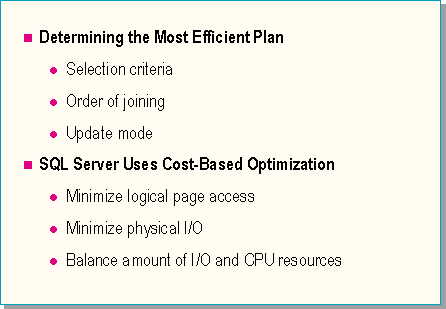 Determining the Most Efficient Plan
Selection criteria
Order of joining
Update mode
SQL Server Uses Cost-Based Optimization
Minimize logical page access
Minimize physical I/O
Balance amount of I/O and CPU resources